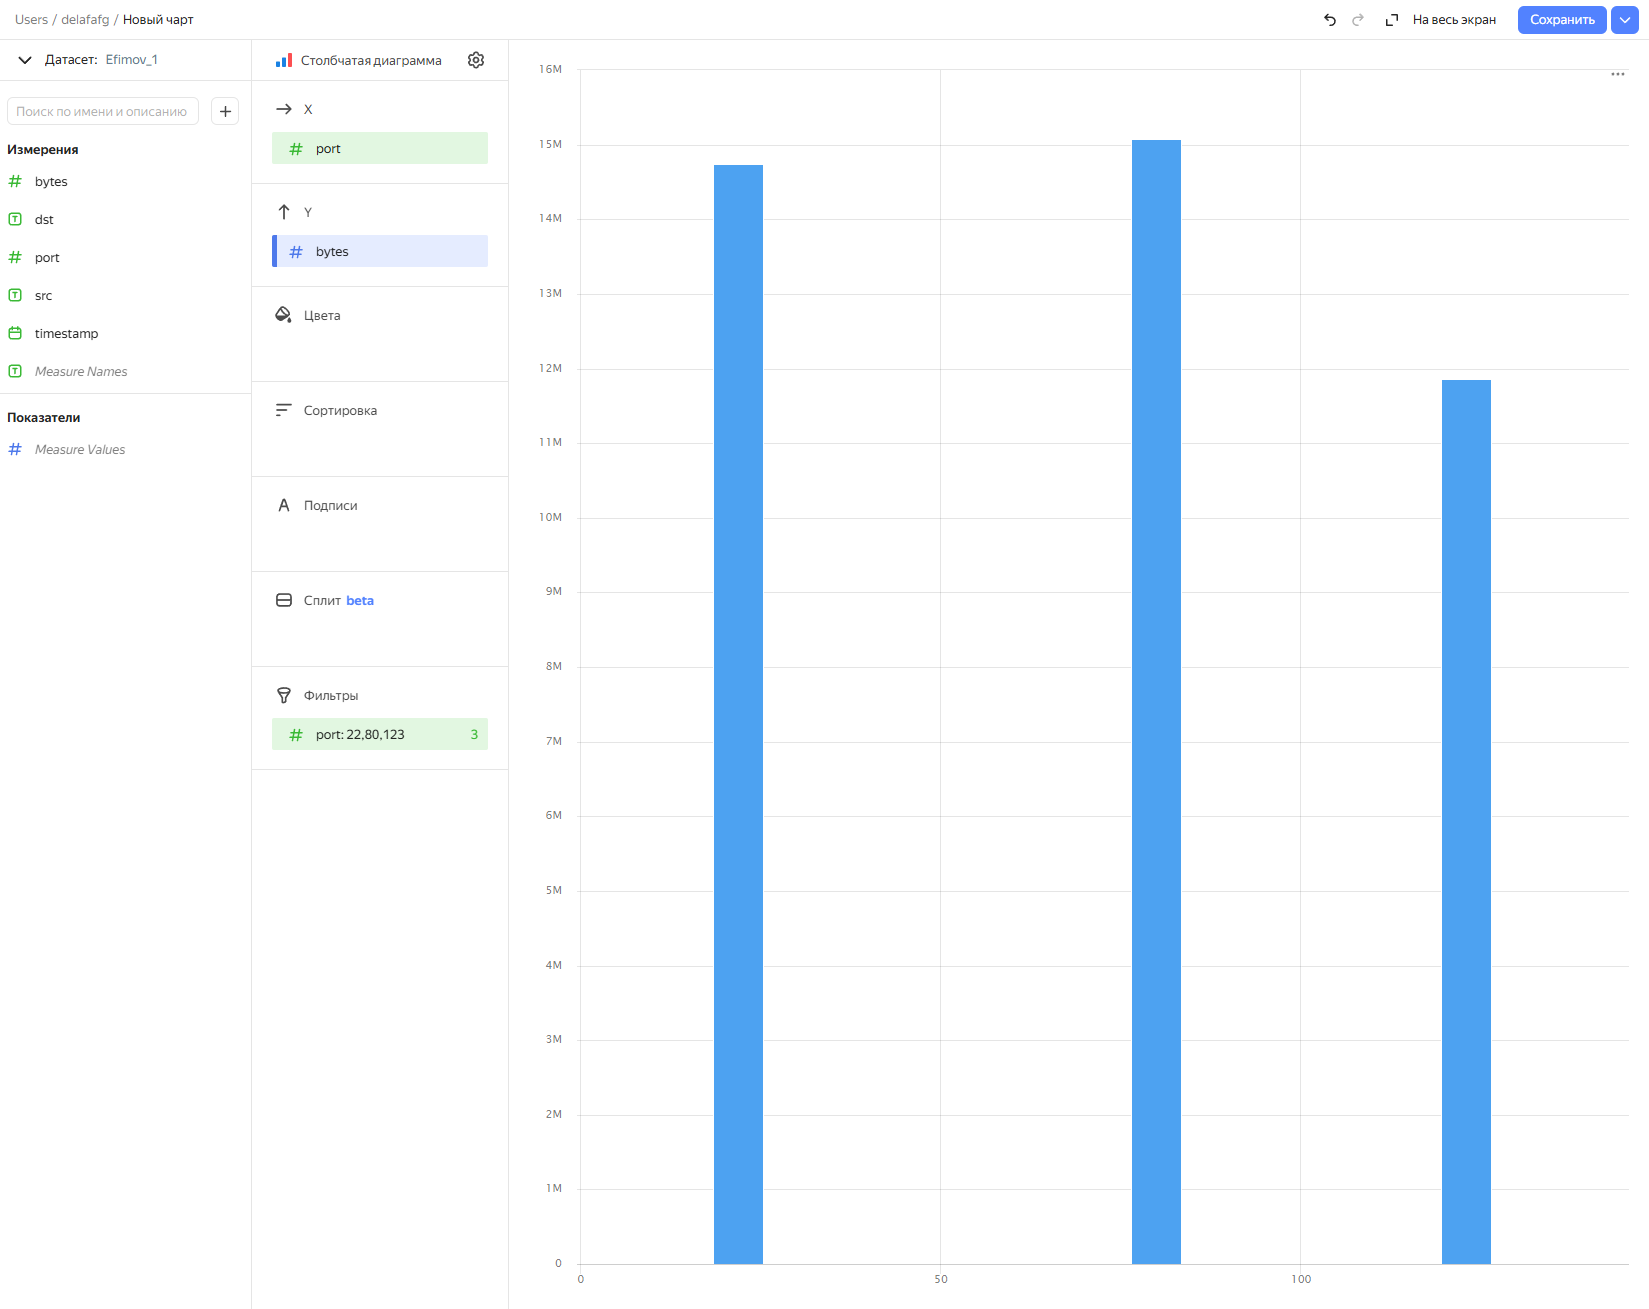 Users / delafafg / Новый чарт
На весь экран
Сохранить
Датасет: Efimov_1
Поиск по имени и описанию
Измерения
bytes
dst
port
src
timestamp
Measure Names
Показатели
Measure Values
Столбчатая диаграмма
X
port
Y
bytes
Цвета
Сортировка
Подписи
Сплит beta
Фильтры
port: 22,80,123 3
16M
15M
14M
13M
12M
11M
10M
9M
8M
7M
6M
5M
4M
3M
2M
1M
0
0 50 100